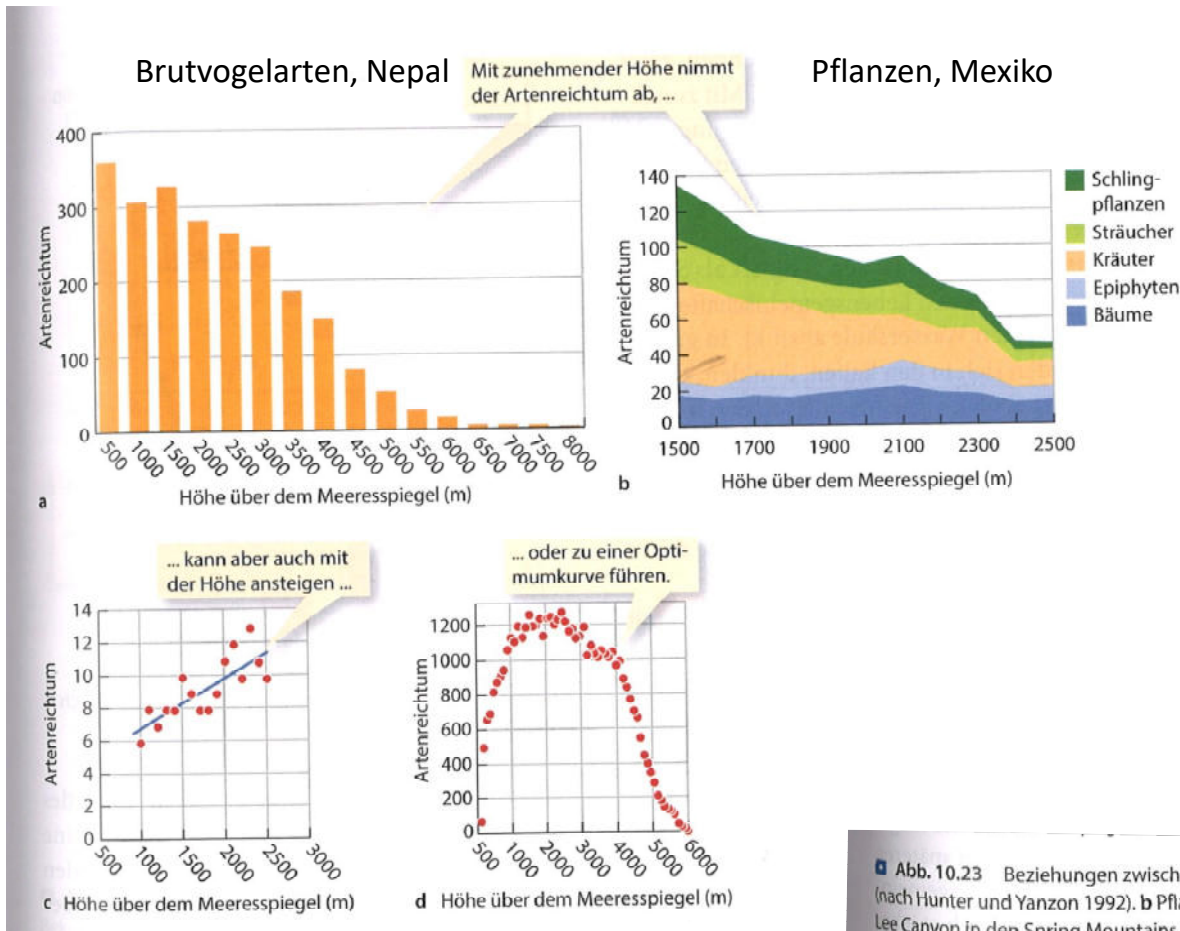 Brutvogelarten, Nepal
Mit zunehmender Höhe nimmt
der Artenreichtum ab, ...
Pflanzen, Mexiko
400
300
200
100
0
Artenreichtum
500
1000
1500
2000
2500
3000
3500
4000
4500
5000
5500
6000
6500
7000
7500
8000
Höhe über dem Meeresspiegel (m)
a
140
120
100
80
60
40
20
0
Artenreichtum
1500 1700 1900 2100 2300 2500
Höhe über dem Meeresspiegel (m)
b
Schling-
pflanzen
Sträucher
Kräuter
Epiphyten
Bäume
... kann aber auch mit
der Höhe ansteigen ...
14
12
10
8
6
4
2
0
Artenreichtum
500
1000
1500
2000
2500
3000
c Höhe über dem Meeresspiegel (m)
... oder zu einer Opti-
mumkurve führen.
1200
1000
800
600
400
200
0
Artenreichtum
500
1000
2000
3000
4000
5000
6000
d Höhe über dem Meeresspiegel (m)
Abb. 10.23 Beziehungen zwisch
(nach Hunter und Yanzon 1992). b Pfla
Lee Canyon in den Spring Mountains